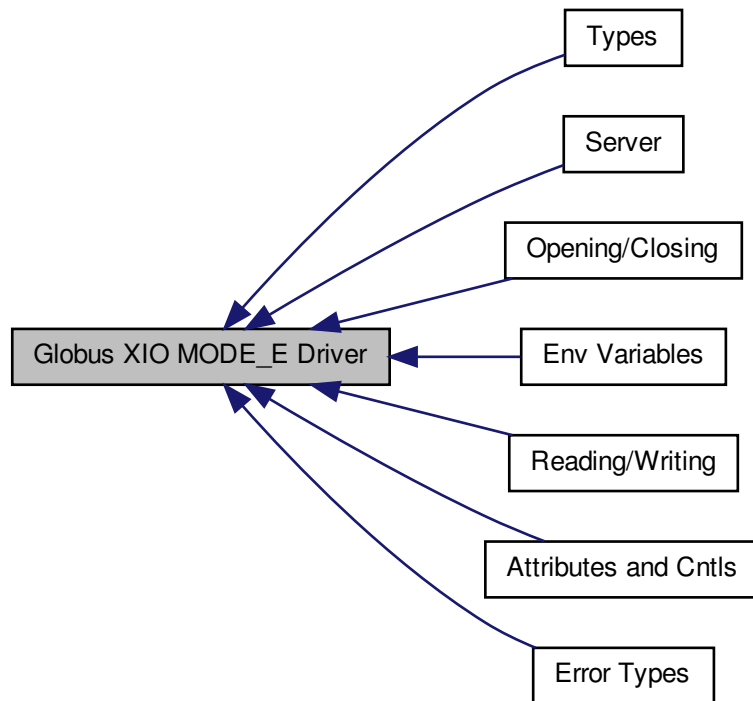 Types
Server
Opening/Closing
Globus XIO MODE_E Driver
Env Variables
Reading/Writing
Attributes and Cntls
Error Types